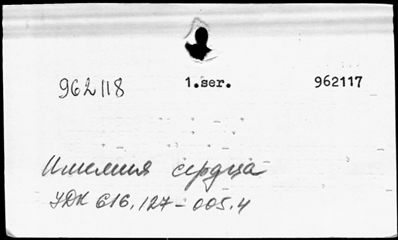 962118 1.ser. 962117
Ишемия сердца
УДК 616.127-005.4